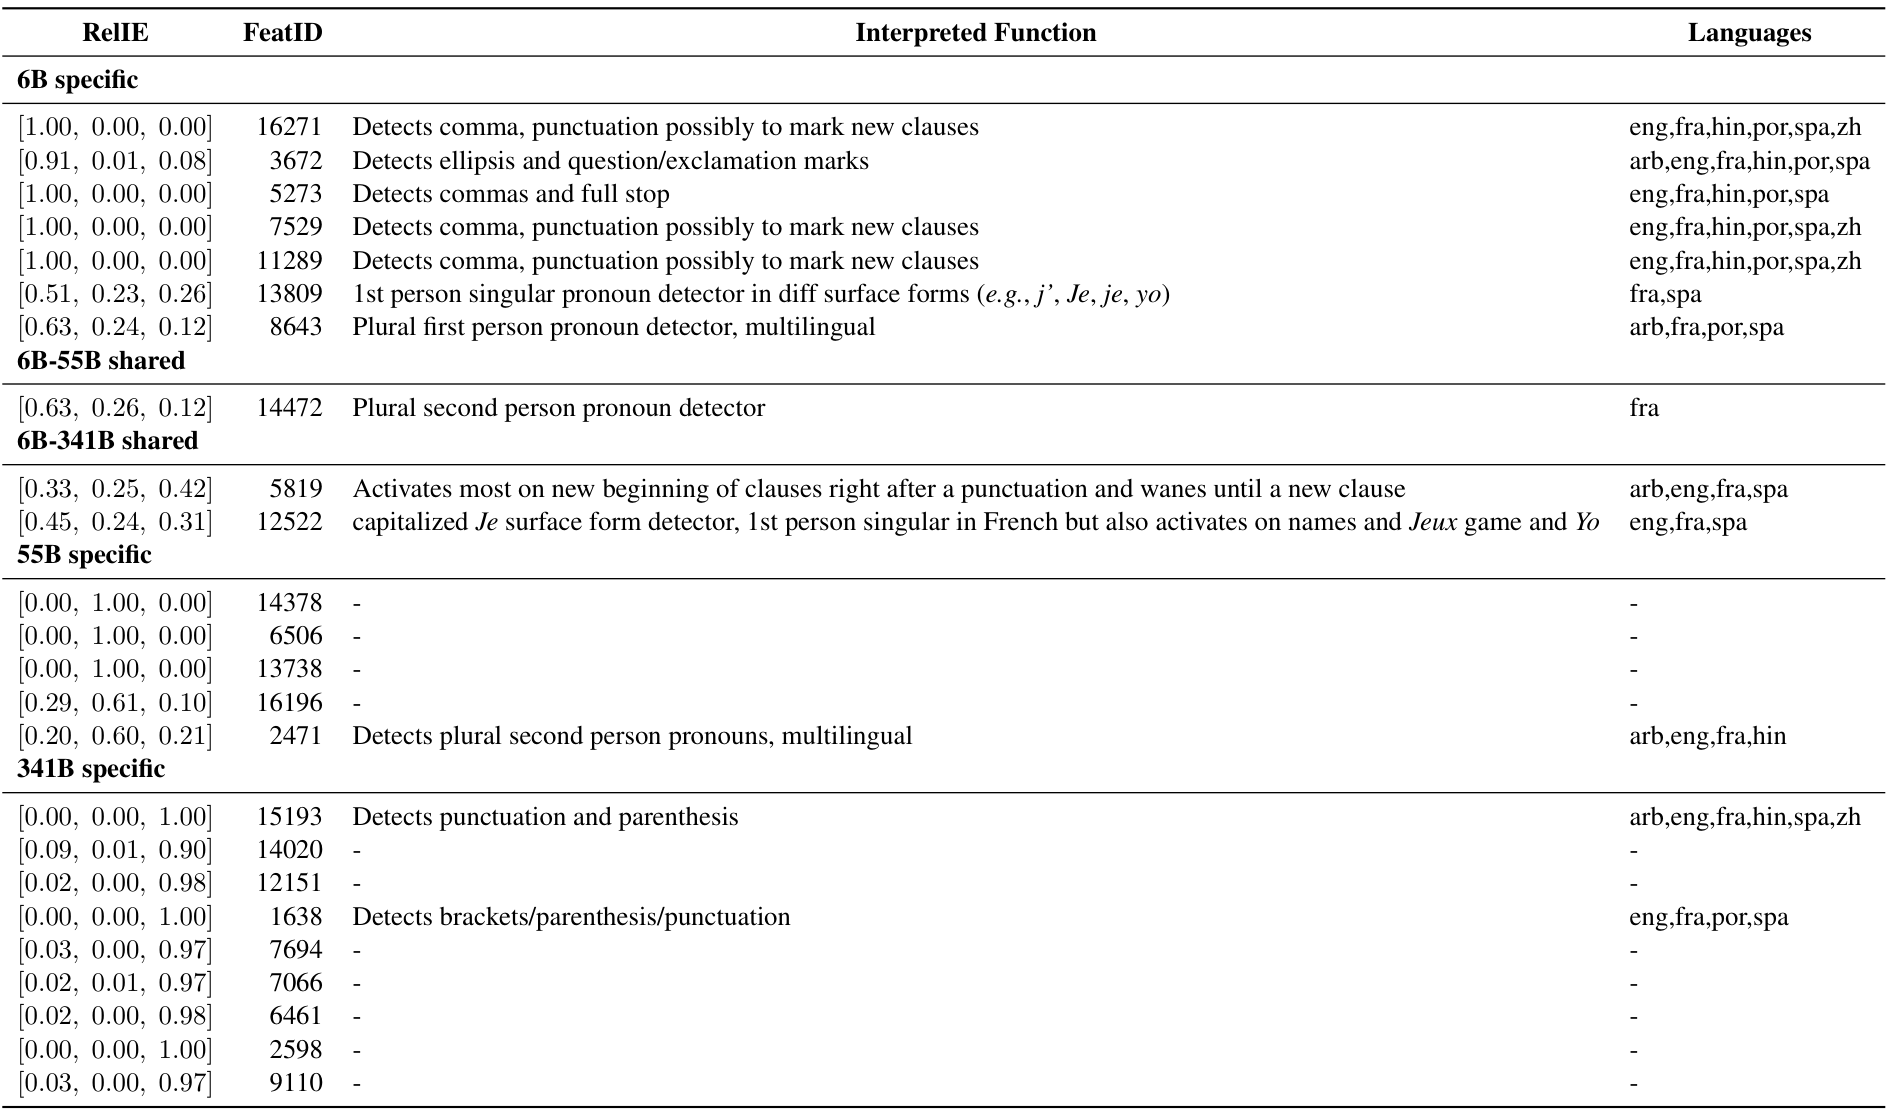 RelIE FeatID Interpreted Function Languages
6B specific
[1.00, 0.00, 0.00] 16271 Detects comma, punctuation possibly to mark new clauses eng,fra,hin,por,spa,zh
[0.91, 0.01, 0.08] 3672 Detects ellipsis and question/exclamation marks arb,eng,fra,hin,por,spa
[1.00, 0.00, 0.00] 5273 Detects commas and full stop eng,fra,hin,por,spa
[1.00, 0.00, 0.00] 7529 Detects comma, punctuation possibly to mark new clauses eng,fra,hin,por,spa,zh
[1.00, 0.00, 0.00] 11289 Detects comma, punctuation possibly to mark new clauses eng,fra,hin,por,spa,zh
[0.51, 0.23, 0.26] 13809 1st person singular pronoun detector in diff surface forms (e.g., j’, Je, je, yo) fra,spa
[0.63, 0.24, 0.12] 8643 Plural first person pronoun detector, multilingual arb,fra,por,spa
6B-55B shared
[0.63, 0.26, 0.12] 14472 Plural second person pronoun detector fra
6B-341B shared
[0.33, 0.25, 0.42] 5819 Activates most on new beginning of clauses right after a punctuation and wanes until a new clause arb,eng,fra,spa
[0.45, 0.24, 0.31] 12522 capitalized Je surface form detector, 1st person singular in French but also activates on names and Jeux game and Yo eng,fra,spa
55B specific
[0.00, 1.00, 0.00] 14378 - -
[0.00, 1.00, 0.00] 6506 - -
[0.00, 1.00, 0.00] 13738 - -
[0.29, 0.61, 0.10] 16196 - -
[0.20, 0.60, 0.21] 2471 Detects plural second person pronouns, multilingual arb,eng,fra,hin
341B specific
[0.00, 0.00, 1.00] 15193 Detects punctuation and parenthesis arb,eng,fra,hin,spa,zh
[0.09, 0.01, 0.90] 14020 - -
[0.02, 0.00, 0.98] 12151 - -
[0.00, 0.00, 1.00] 1638 Detects brackets/parenthesis/punctuation eng,fra,por,spa
[0.03, 0.00, 0.97] 7694 - -
[0.02, 0.01, 0.97] 7066 - -
[0.02, 0.00, 0.98] 6461 - -
[0.00, 0.00, 1.00] 2598 - -
[0.03, 0.00, 0.97] 9110 - -